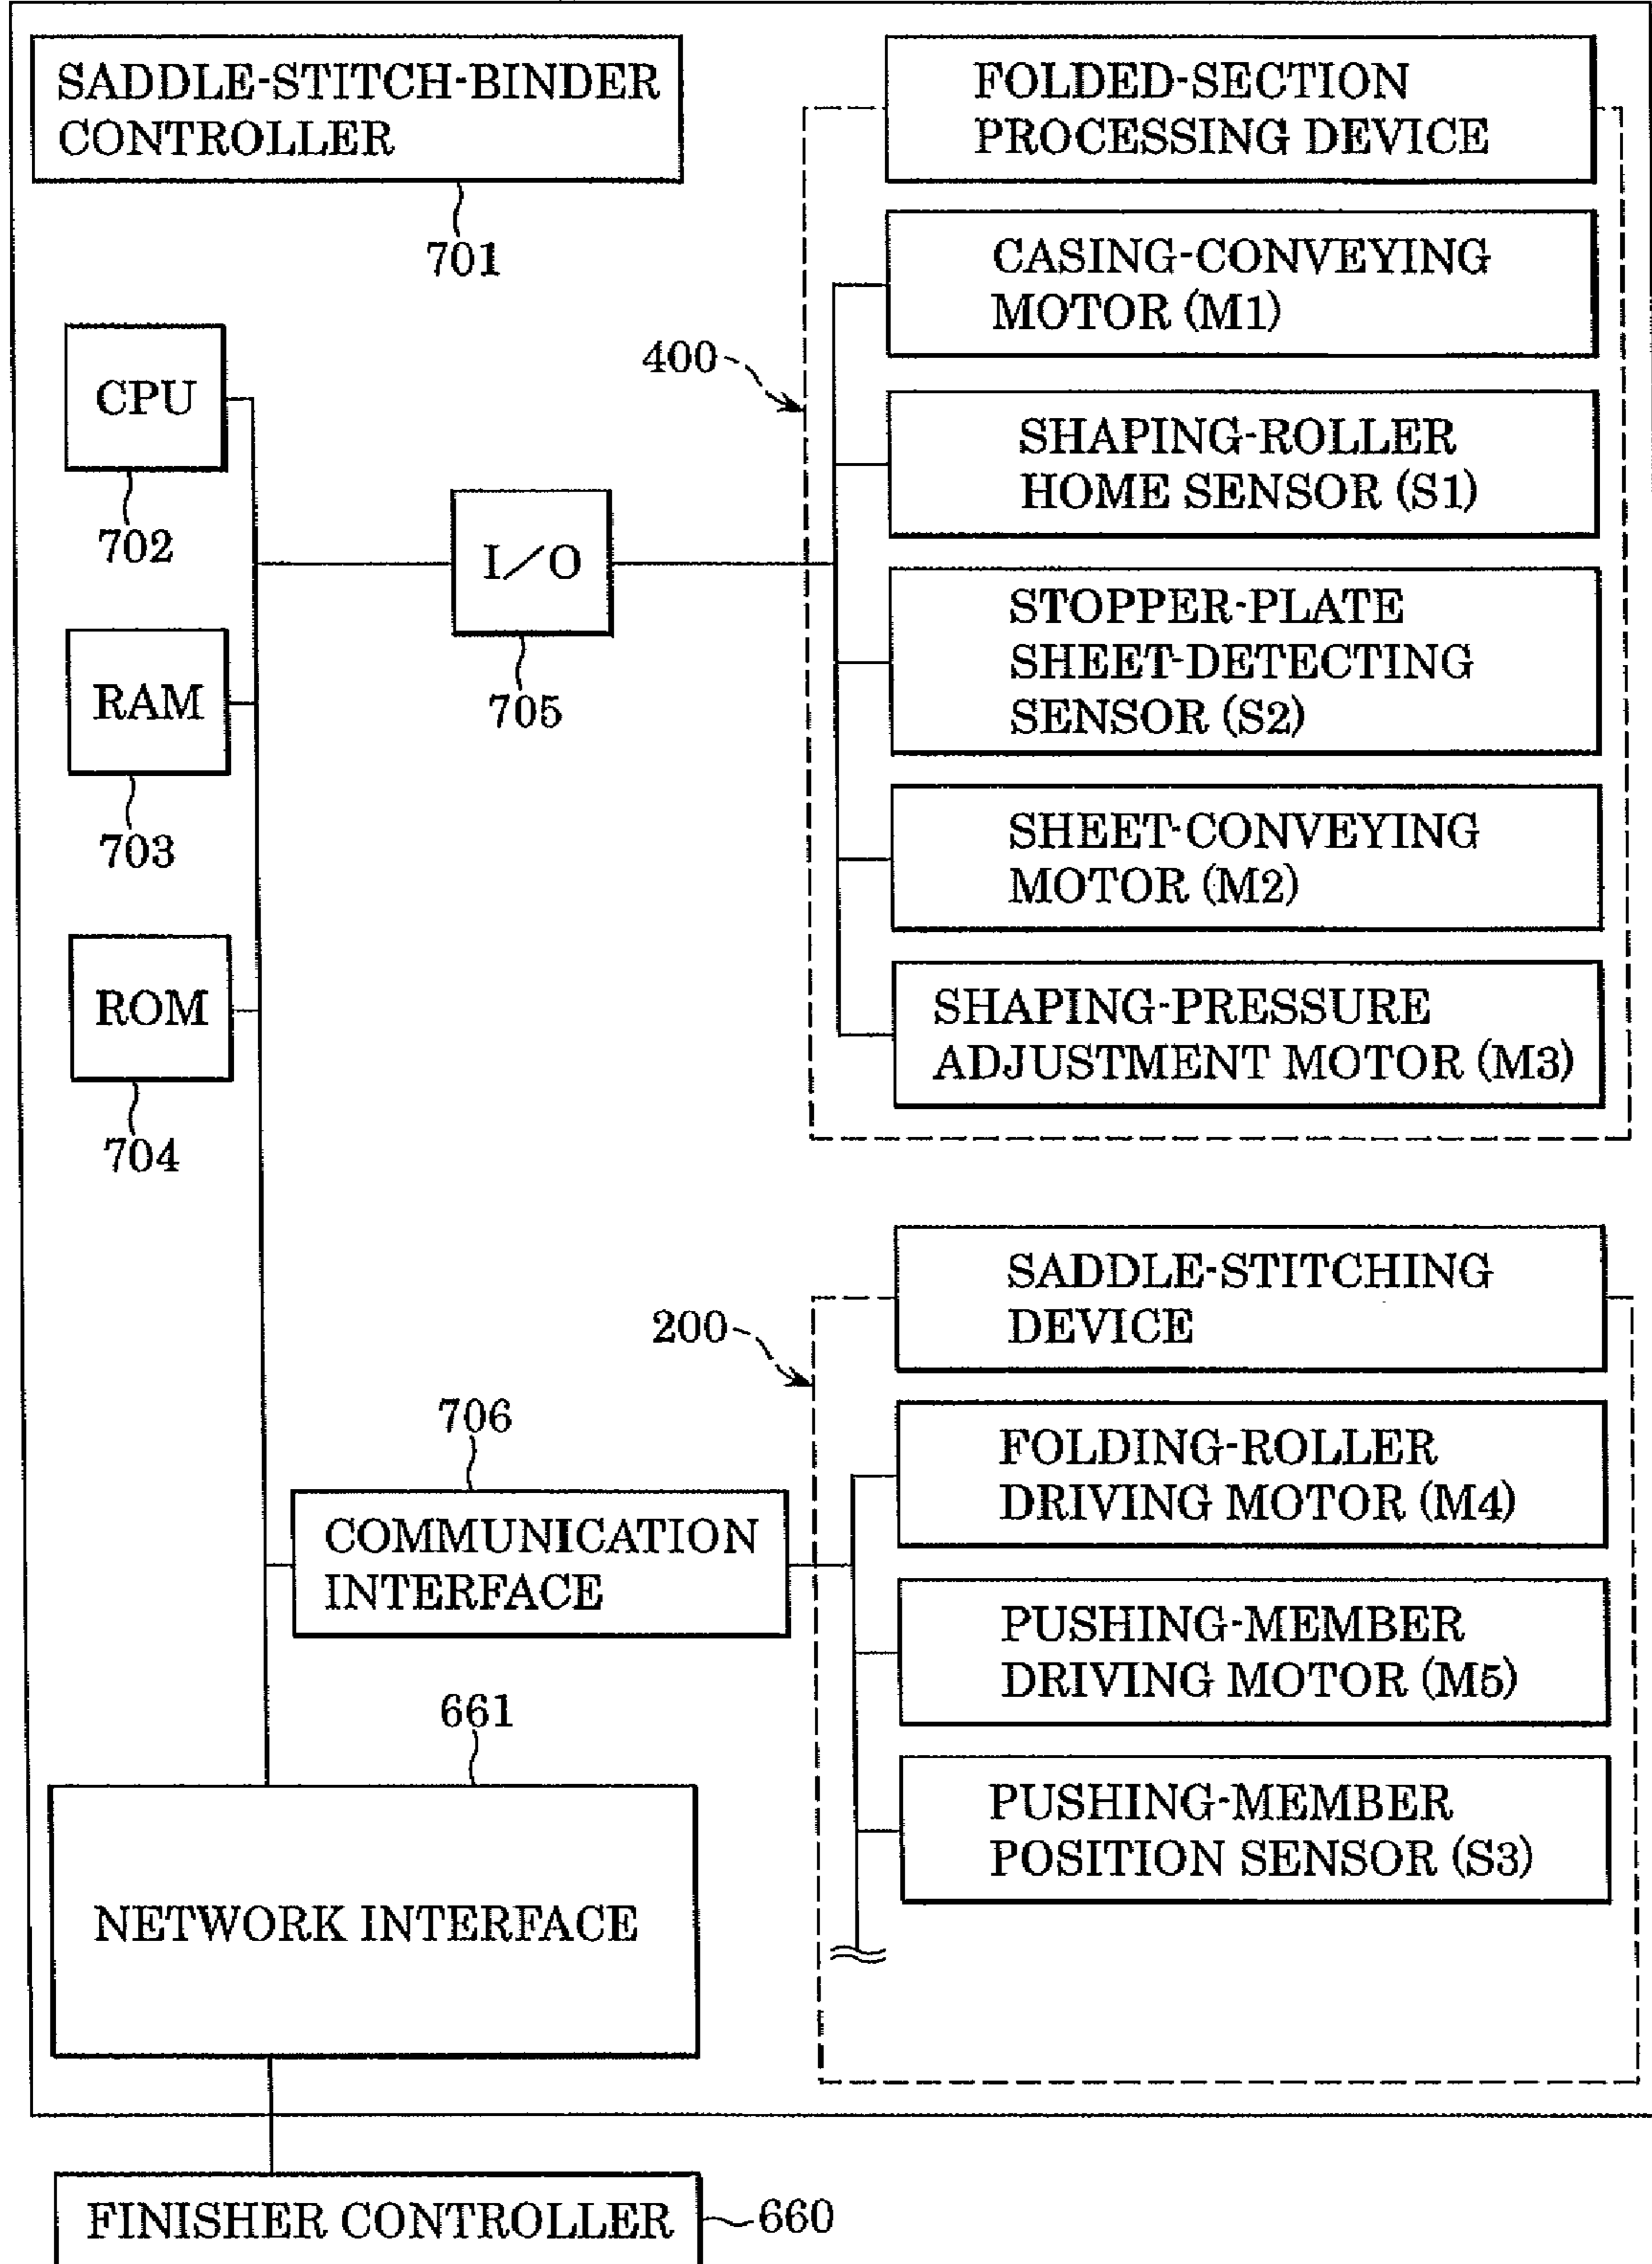 SADDLE-STITCH-BINDER
CONTROLLER
701
CPU
702
RAM
703
ROM
704
I/O
705
400
FOLDED-SECTION
PROCESSING DEVICE
CASING-CONVEYING
MOTOR (M1)
SHAPING-ROLLER
HOME SENSOR (S1)
STOPPER-PLATE
SHEET-DETECTING
SENSOR (S2)
SHEET-CONVEYING
MOTOR (M2)
SHAPING-PRESSURE
ADJUSTMENT MOTOR (M3)
200
SADDLE-STITCHING
DEVICE
706
COMMUNICATION
INTERFACE
FOLDING-ROLLER
DRIVING MOTOR (M4)
PUSHING-MEMBER
DRIVING MOTOR (M5)
PUSHING-MEMBER
POSITION SENSOR (S3)
661
NETWORK INTERFACE
FINISHER CONTROLLER
660